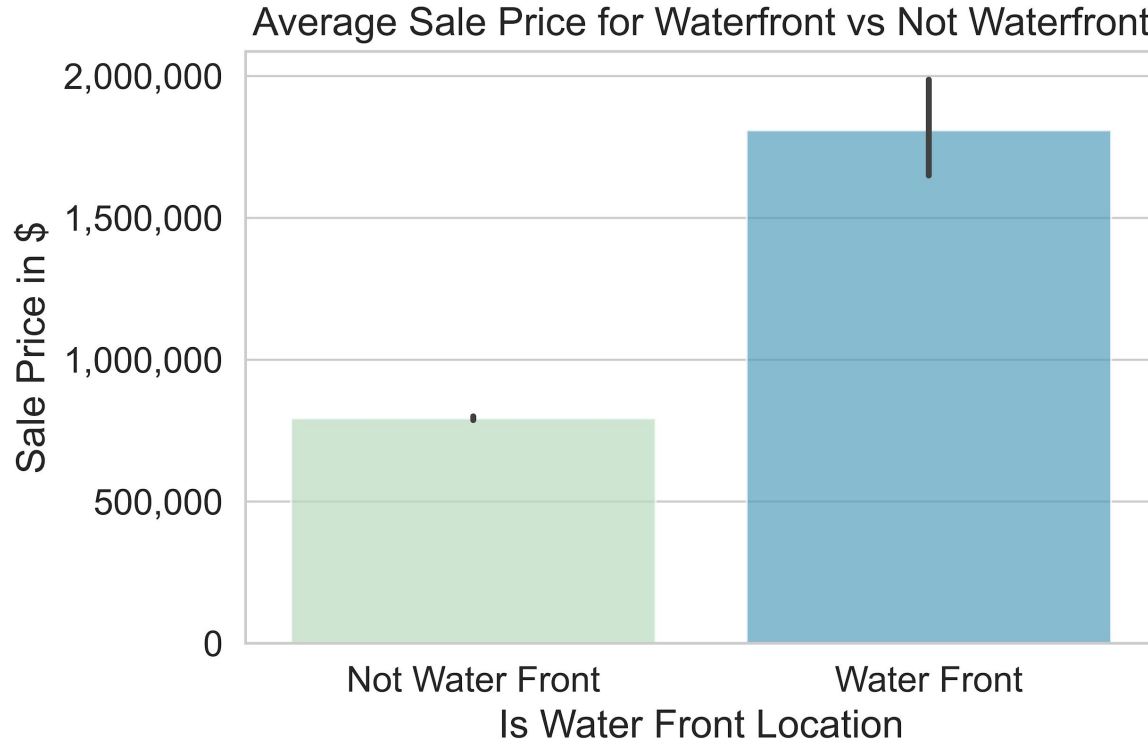 Average Sale Price for Waterfront vs Not Waterfront
2,000,000
1,500,000
1,000,000
500,000
0
Sale Price in $
Not Water Front
Water Front
Is Water Front Location